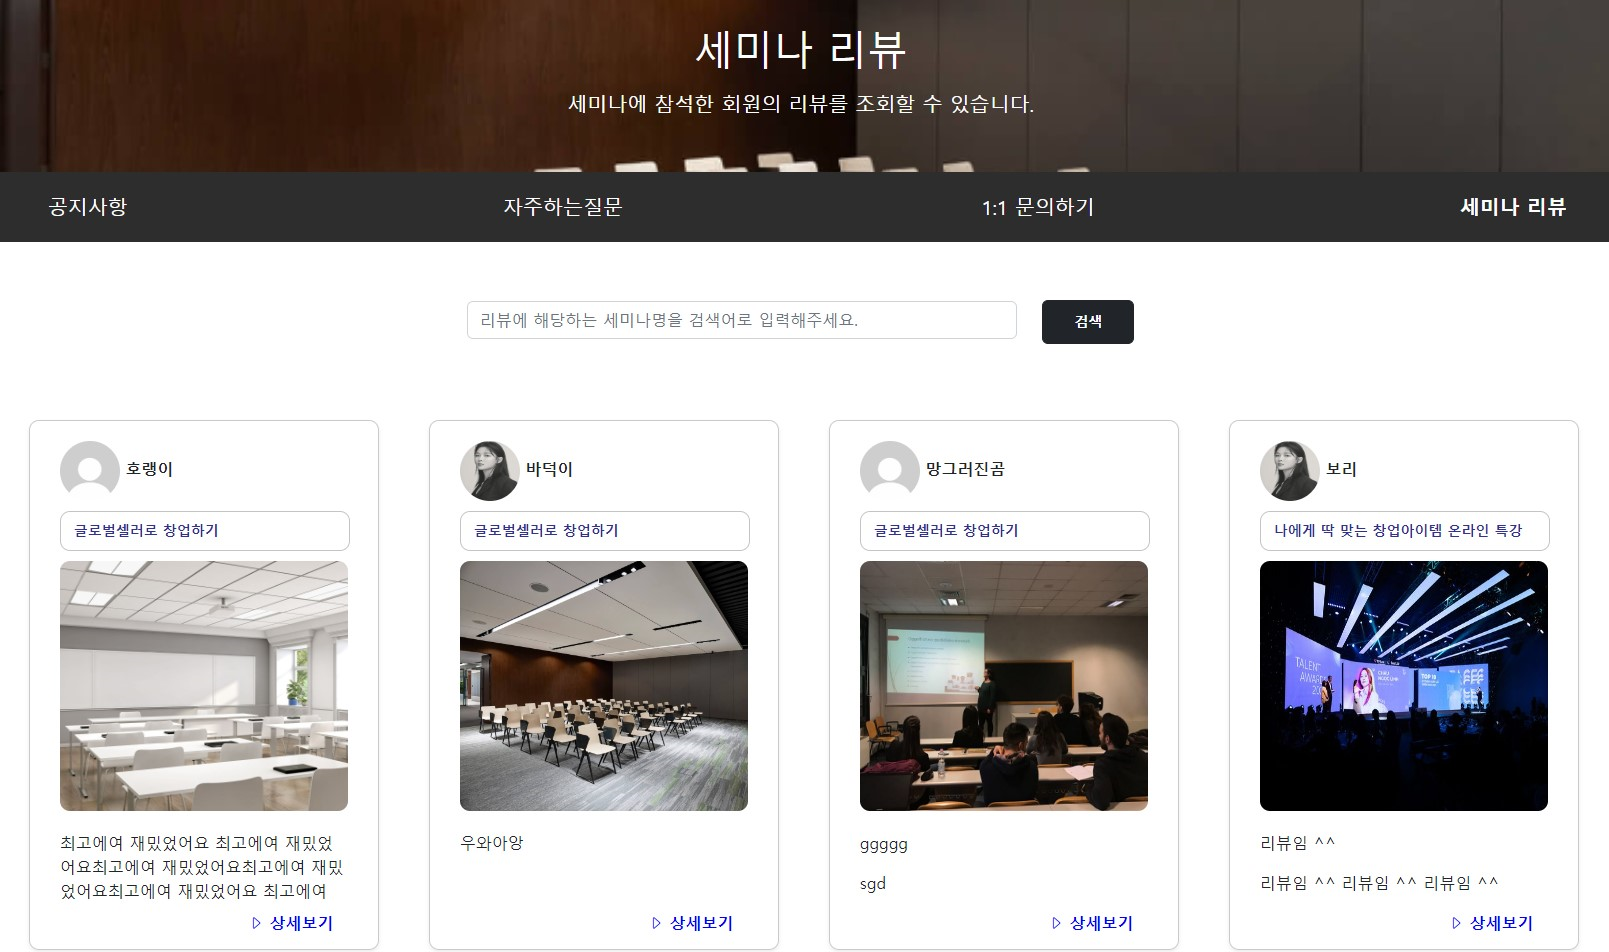 세미나 리뷰
세미나에 참석한 회원의 리뷰를 조회할 수 있습니다.
공지사항
자주하는질문
1:1 문의하기
세미나 리뷰
리뷰에 해당하는 세미나명을 검색어로 입력해주세요.
검색
호랭이
글로벌셀러로 창업하기
최고에여 재밌었어요 최고에여 재밌었
어요최고에여 재밌었어요최고에여 재밌
었어요최고에여 재밌었어요 최고에여
▷ 상세보기
바덕이
글로벌셀러로 창업하기
우와아앙
▷ 상세보기
망그러진곰
글로벌셀러로 창업하기
ggggg
sgd
▷ 상세보기
보리
나에게 딱 맞는 창업아이템 온라인 특강
TALENT
TOP 10
리뷰임 ^^
리뷰임 ^^ 리뷰임 ^^ 리뷰임 ^^
▷ 상세보기